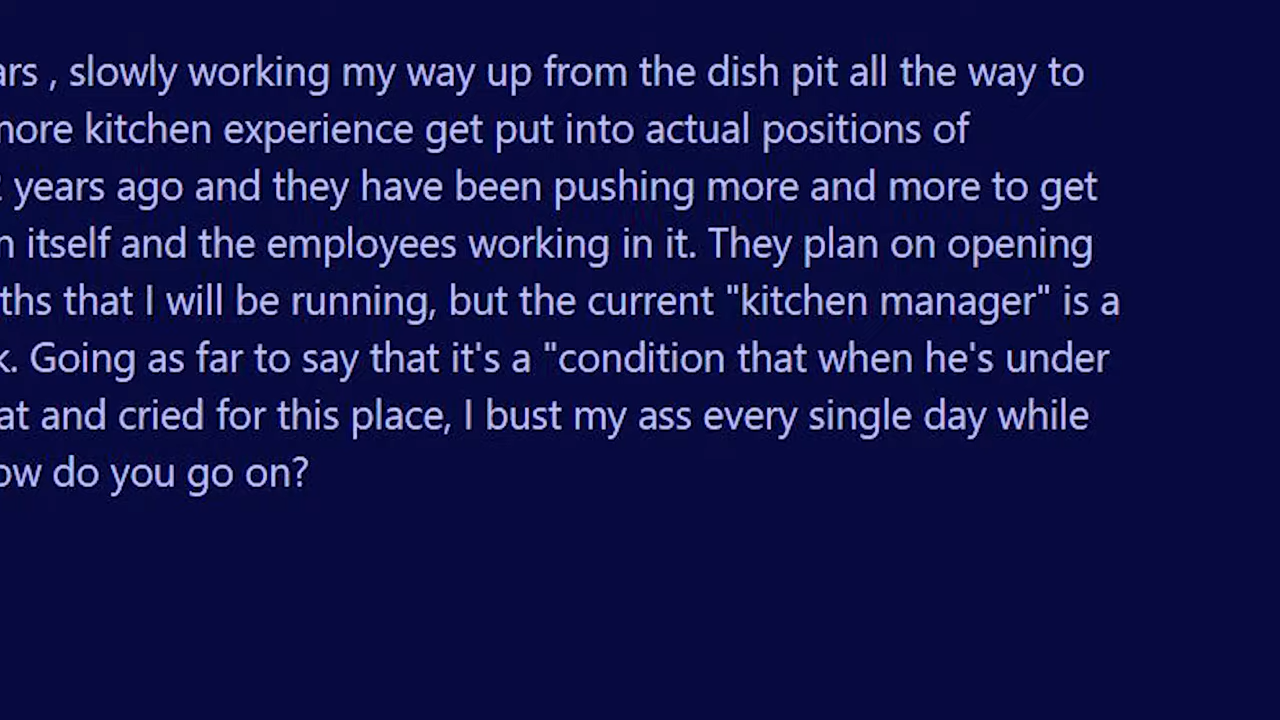 ars , slowly working my way up from the dish pit all the way to
more kitchen experience get put into actual positions of
years ago and they have been pushing more and more to get
itself and the employees working in it. They plan on opening
ths that I will be running, but the current "kitchen manager" is a
k. Going as far to say that it's a "condition that when he's under
at and cried for this place, I bust my ass every single day while
ow do you go on?